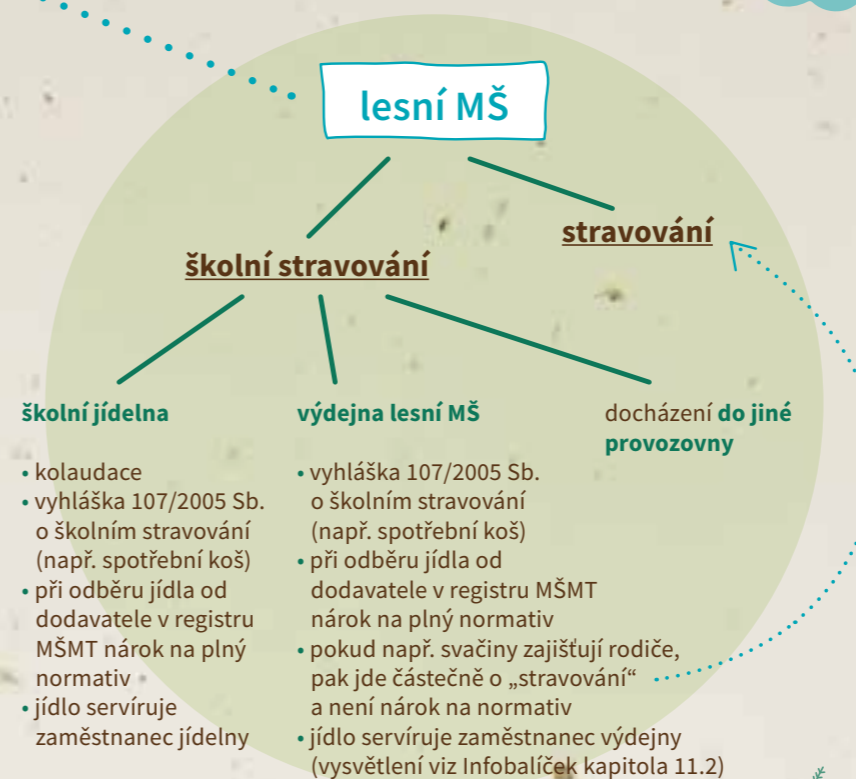 lesní MŠ
školní stravování
stravování
školní jídelna
• kolaudace
• vyhláška 107/2005 Sb.
o školním stravování
(např. spotřební koš)
• při odběru jídla od
dodavatele v registru
MŠMT nárok na plný
normativ
• jídlo servíruje
zaměstnanec jídelny
výdejna lesní MŠ
• vyhláška 107/2005 Sb.
o školním stravování
(např. spotřební koš)
• při odběru jídla od
dodavatele v registru MŠMT
nárok na plný normativ
• pokud např. svačiny zajišťují rodiče,
pak jde částečně o „stravování“
a není nárok na normativ
• jídlo servíruje zaměstnanec výdejny
(vysvětlení viz Infobalíček kapitola 11.2)
docházení do jiné
provozovny